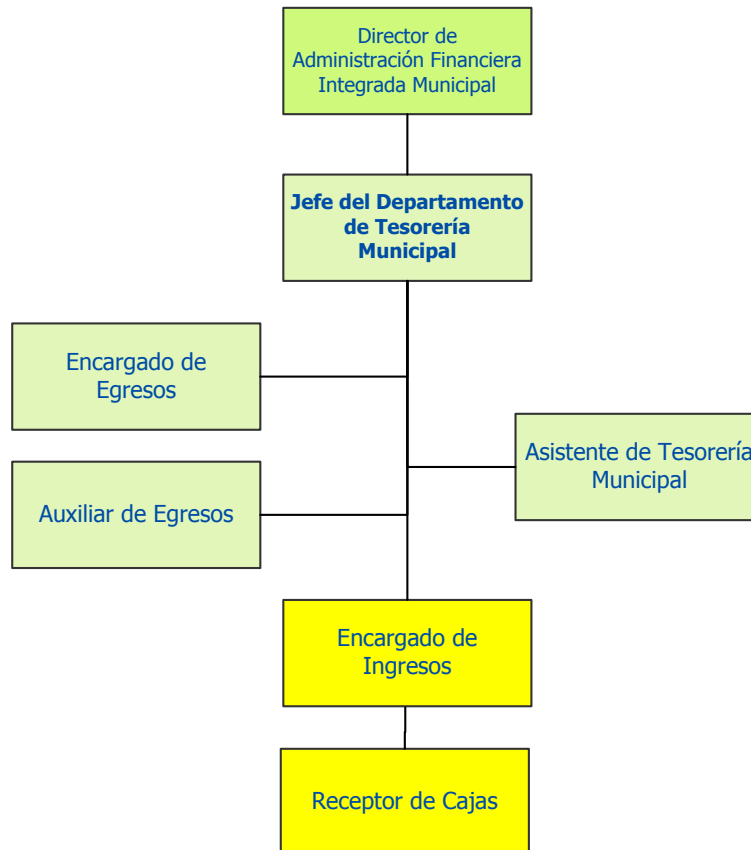 Director de
Administración Financiera
Integrada Municipal
Jefe del Departamento
de Tesorería
Municipal
Encargado de
Egresos
Asistente de Tesorería
Municipal
Auxiliar de Egresos
Encargado de
Ingresos
Receptor de Cajas